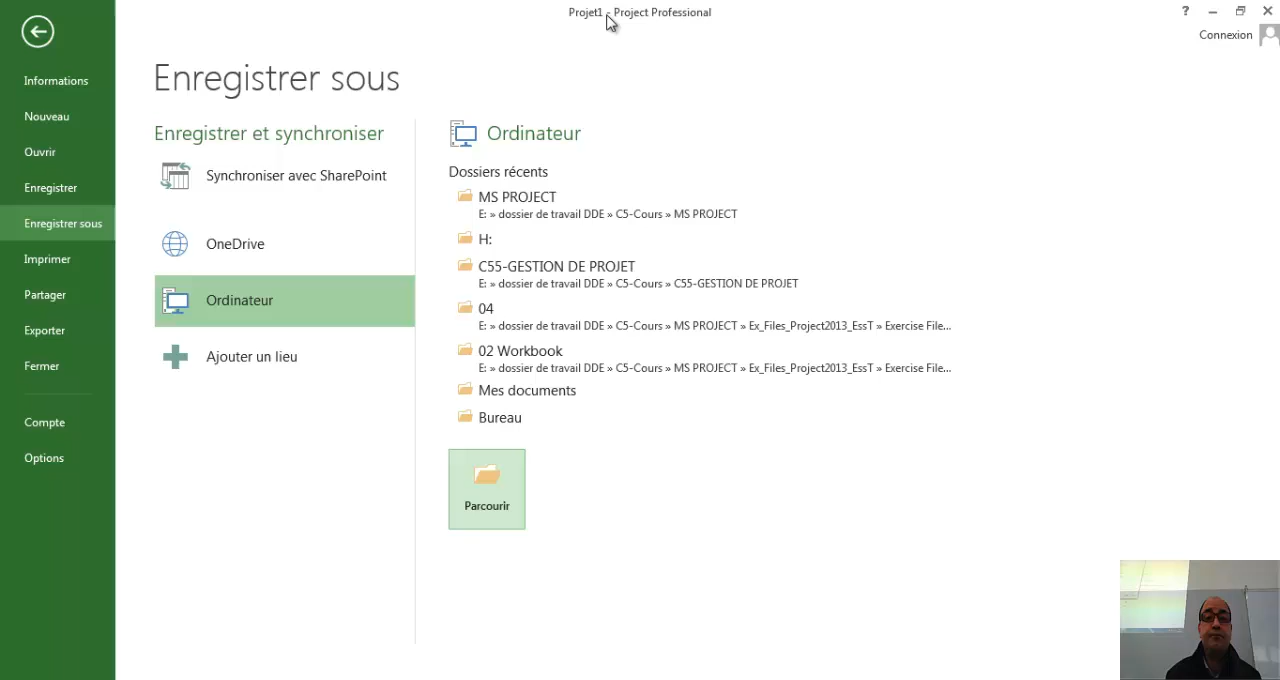 Projet1 - Project Professional
?
Connexion
Informations
Nouveau
Ouvrir
Enregistrer
Enregistrer sous
Imprimer
Partager
Exporter
Fermer
Compte
Options
Enregistrer sous
Enregistrer et synchroniser
Synchroniser avec SharePoint
OneDrive
Ordinateur
Ajouter un lieu
Ordinateur
Dossiers récents
MS PROJECT
E: » dossier de travail DDE » C5-Cours » MS PROJECT
H:
C55-GESTION DE PROJET
E: » dossier de travail DDE » C5-Cours » C55-GESTION DE PROJET
04
E: » dossier de travail DDE » C5-Cours » MS PROJECT » Ex_Files_Project2013_EssT » Exercise File...
02 Workbook
E: » dossier de travail DDE » C5-Cours » MS PROJECT » Ex_Files_Project2013_EssT » Exercise File...
Mes documents
Bureau
Parcourir